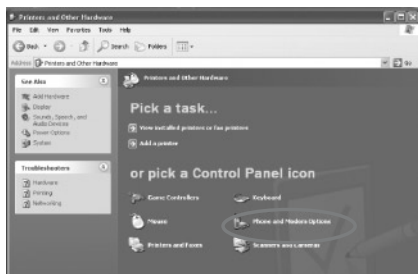 Printers and Other Hardware
File Edit View Favorites Tools Help
Back Search Folders
Address Printers and Other Hardware Go
See Also
Add Hardware
Display
Sounds, Speech, and Audio Devices
Power Options
System
Troubleshooters
Hardware
Printing
Networking
Printers and Other Hardware
Pick a task...
View installed printers or fax printers
Add a printer
or pick a Control Panel icon
Game Controllers
Keyboard
Mouse
Phone and Modem Options
Printers and Faxes
Scanners and Cameras